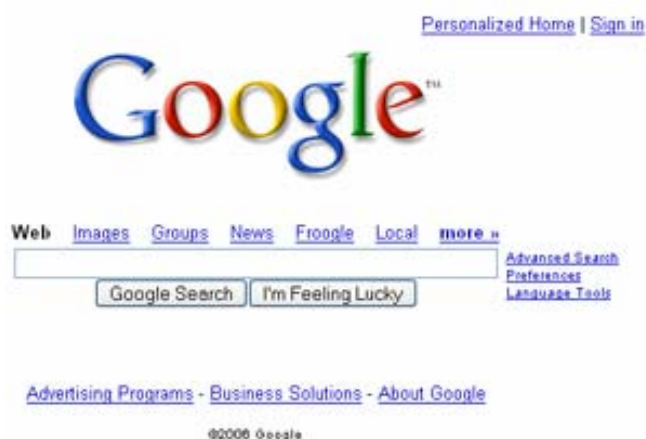 Personalized Home | Sign in
Google™
Web Images Groups News Froogle Local more »
Advanced Search
Preferences
Language Tools
Google Search I'm Feeling Lucky
Advertising Programs - Business Solutions - About Google
©2006 Google